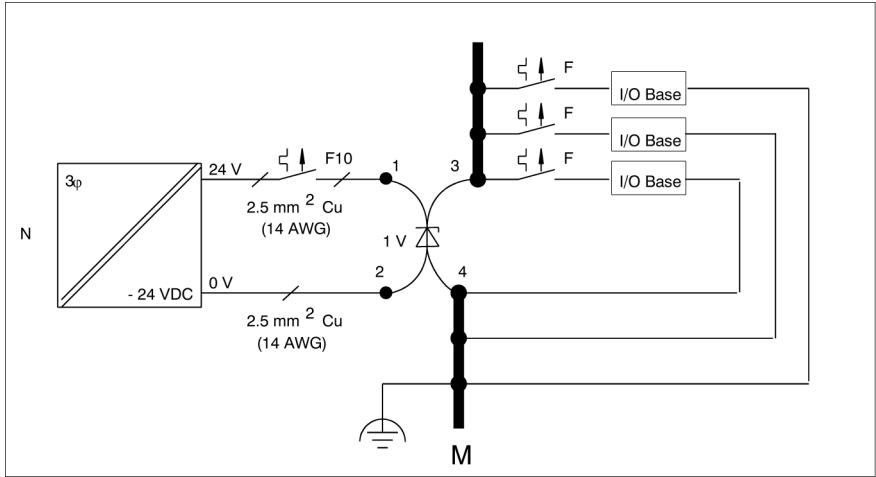 F
I/O Base
F
I/O Base
F
I/O Base
3φ
24 V
F10
1
3
2.5 mm 2 Cu
(14 AWG)
N
1 V
2
4
- 24 VDC
0 V
2.5 mm 2 Cu
(14 AWG)
M